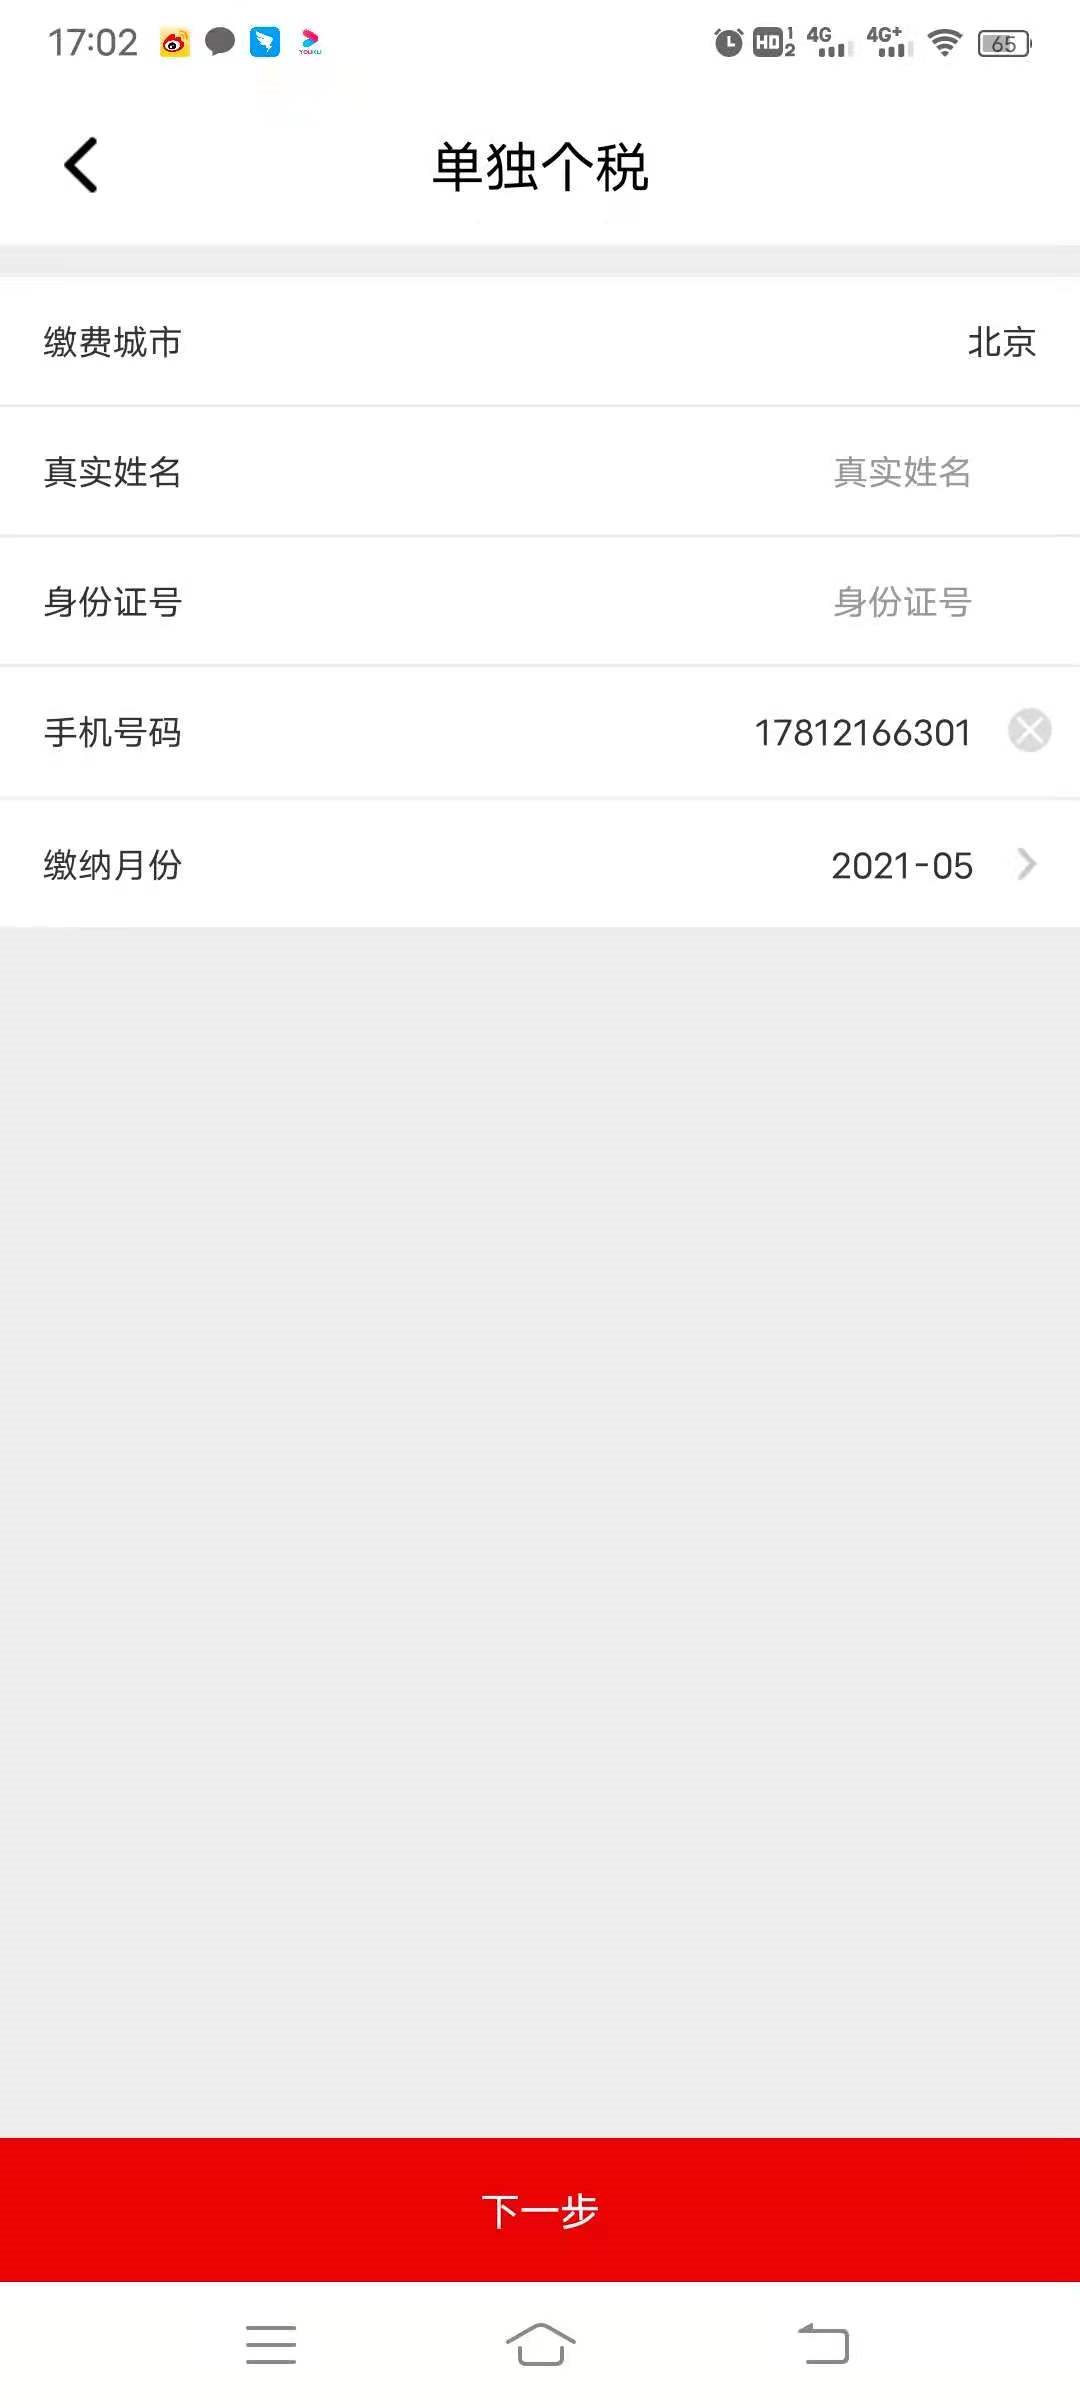 17:02
HD 1 2 4G 4G+ 65
单独个税
缴费城市 北京
真实姓名 真实姓名
身份证号 身份证号
手机号码 17812166301
缴纳月份 2021-05
下一步